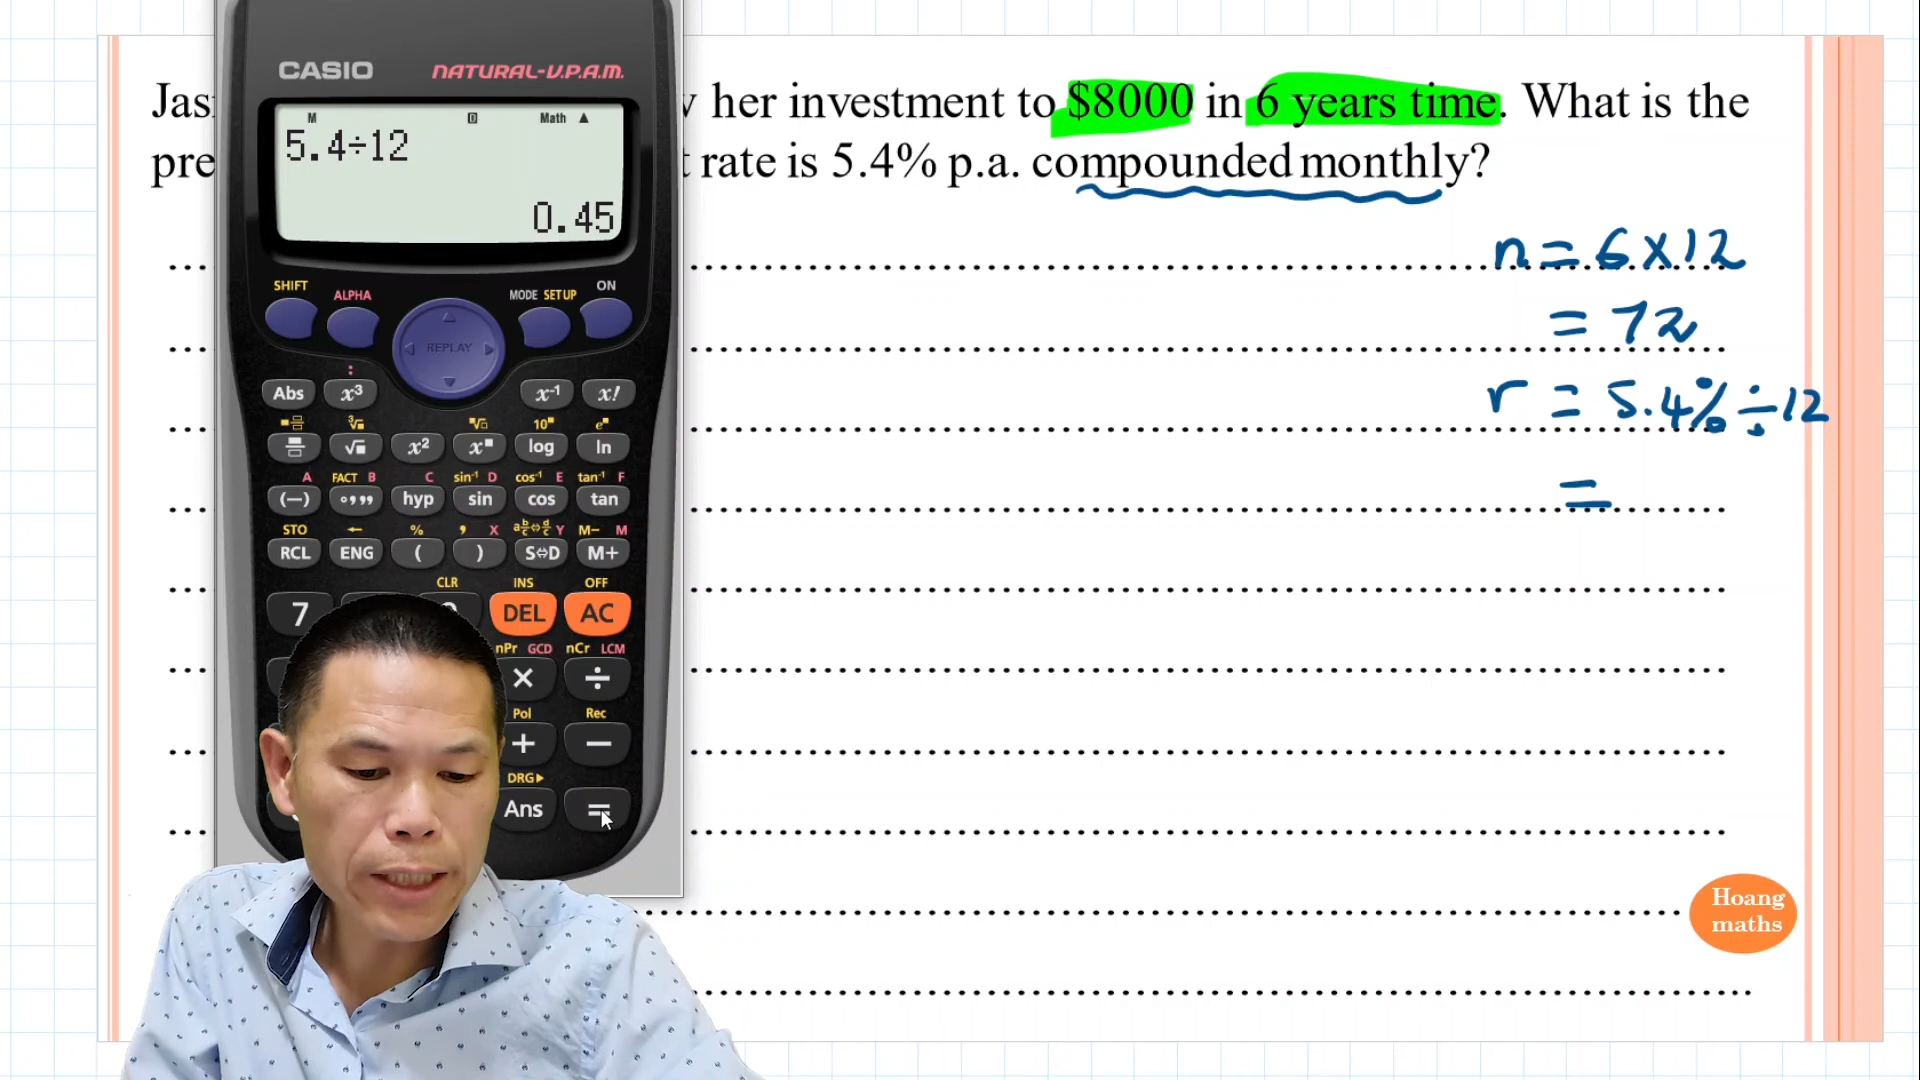 CASIO NATURAL-V.P.A.M.
M D Math ▲
5.4÷12
0.45
her investment to $8000 in 6 years time. What is the
rate is 5.4% p.a. compounded monthly?
n = 6×12
= 72
r = 5.4% ÷12
=
SHIFT ALPHA MODE SETUP ON
REPLAY
:
Abs x³ x⁻¹ x!
³√■ ■√□ 10■ e■
√■ x² x■ log ln
A FACT B C sin⁻¹ D cos⁻¹ E tan⁻¹ F
(−) °,,, hyp sin cos tan
STO ← % , X a b/c⇔d/c Y M− M
RCL ENG ( ) S⇔D M+
CLR INS OFF
7 DEL AC
nPr GCD nCr LCM
× ÷
Pol Rec
+ −
DRG▶
Ans =
Hoang
maths